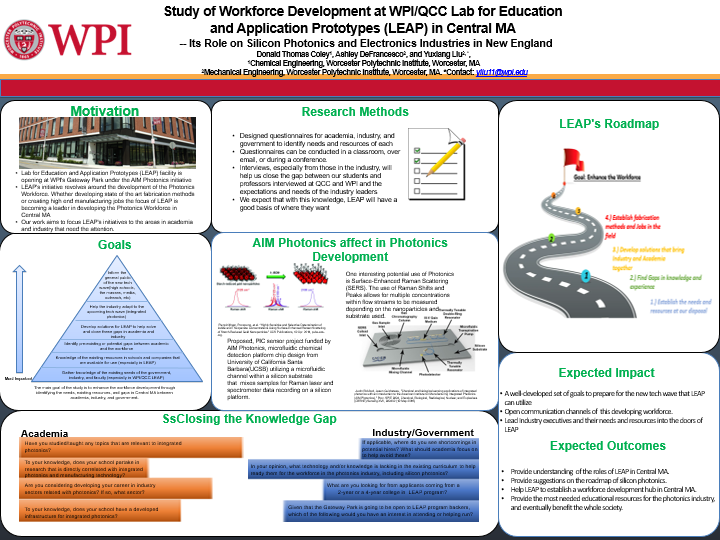 Study of Workforce Development at WPI/QCC Lab for Education
and Application Prototypes (LEAP) in Central MA
-- Its Role on Silicon Photonics and Electronics Industries in New England
Donald Thomas Coley¹, Ashley DeFrancesco², and Yuxiang Liu²,*,
¹Chemical Engineering, Worcester Polytechnic Institute, Worcester, MA
²Mechanical Engineering, Worcester Polytechnic Institute, Worcester, MA. *Contact: yliu11@wpi.edu
WPI
Motivation
• Lab for Education and Application Prototypes (LEAP) facility is
opening at WPI's Gateway Park under the AIM Photonics initiative
• LEAP's initiative revolves around the development of the Photonics
Workforce. Whether developing state of the art fabrication methods
or creating high end manufacturing jobs the focus of LEAP is
becoming a leader in developing the Photonics Workforce in
Central MA
• Our work aims to focus LEAP's initiatives to the areas in academia
and industry that need the attention.
Goals
Inform the
general public
of the new tech
Help the industry adapt to the
upcoming tech wave (integrated
photonics)
Develop initiative for LEAP to help solve
and close these gaps in academia and
industry
Identify pre-existing or potential gaps between academic
and the workforce
Knowledge of the existing resources in schools and companies that
are available for use (especially in LEAP)
Gather knowledge of the existing needs of the government,
industry, and faculty (especially in WPI/QCC LEAP)
Most Important
The main goal of the study is to enhance the workforce development through
identifying the needs, existing resources, and gaps in Central MA between
academia, industry, and government.
Research Methods
• Designed questionnaires for academia, industry, and
government to identify needs and resources of each
• Questionnaires can be conducted in a classroom, over
email, or during a conference.
• Interviews, especially from those in the industry, will
help us close the gap between our students and
professors interviewed at QCC and WPI and the
expectations and needs of the industry leaders
• We expect that with this knowledge, LEAP will have a
good basis of where they want
AIM Photonics affect in Photonics
Development
One interesting potential use of Photonics
is Surface-Enhanced Raman Scattering
(SERS). The use of Raman Shifts and
Peaks allows for multiple concentrations
within flow streams to be measured
depending on the nanoparticles and
substrate used.
Proposed, PIC sensor project funded by
AIM Photonics, microfluidic chemical
detection platform chip design from
University of California Santa
Barbara(UCSB) utilizing a microfluidic
channel within a silicon substrate
that mixes samples for Raman laser and
spectrometer data recording on a silicon
platform.
SsClosing the Knowledge Gap
Academia
Have you studied/taught any topics that are relevant to integrated
photonics?
To your knowledge, does your school partake in
research that is directly correlated with integrated
photonics and manufacturing technology?
Are you considering developing your career in industry
sectors related with photonics? If so, what sector?
To your knowledge, does your school have a developed
infrastructure for integrated photonics?
Industry/Government
If applicable, where do you see shortcomings in
potential hires? What should academia focus on
to help avoid these?
In your opinion, what technology and/or knowledge is lacking in the existing curriculum to help
ready them for the workforce in the photonics industry, including silicon photonics?
What are you looking for from applicants coming from a
2-year or a 4-year college in LEAP program?
Given that the Gateway Park is going to be open to LEAP program backers,
which of the following would you have an interest in attending or helping run?
LEAP's Roadmap
Goal: Enhance the Workforce
4.) Establish fabrication
methods and Jobs in the
field
3.) Develop solutions that bring
Industry and Academia
together
2.) Find Gaps in knowledge and
experience
1.) Establish the needs and
resources at our disposal
Expected Impact
• A well-developed set of goals to prepare for the new tech wave that LEAP
can utilize
• Open communication channels of this developing workforce.
• Lead industry executives and their needs and resources into the doors of
LEAP
Expected Outcomes
• Provide understanding of the roles of LEAP in Central MA.
• Provide suggestions on the roadmap of silicon photonics.
• Help LEAP to establish a workforce development hub in Central MA.
• Provide the most needed educational resources for the photonics industry,
and eventually benefit the whole society.